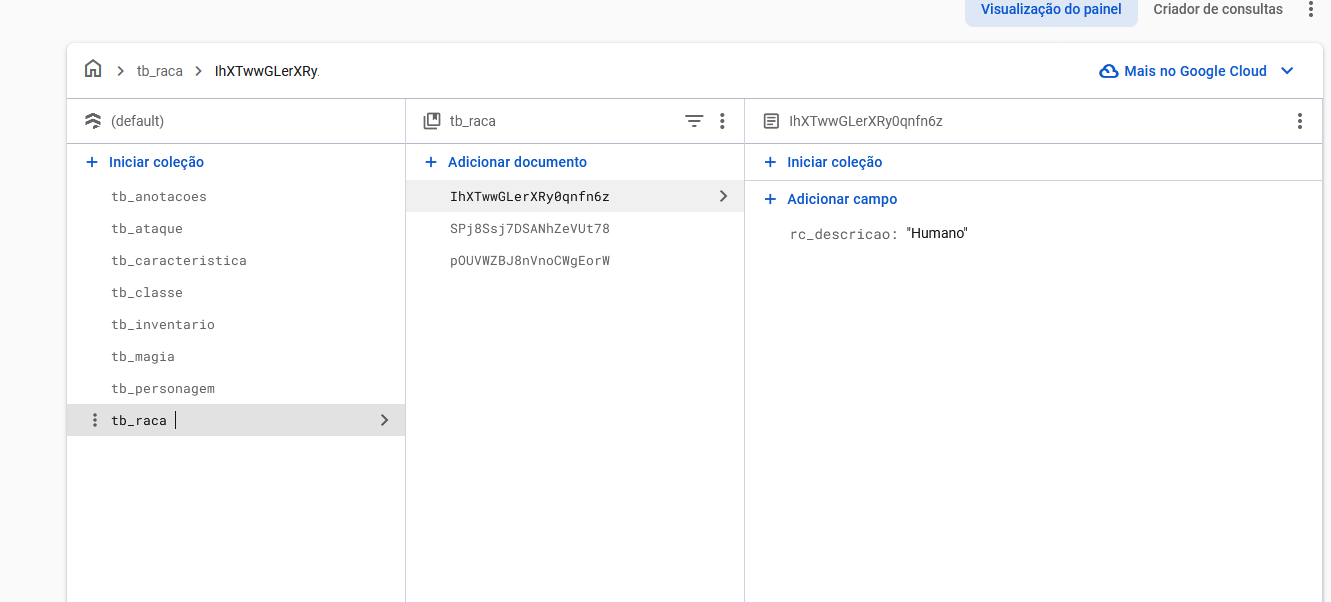 Visualização do painel
Criador de consultas
tb_raca
IhXTwwGLerXRy.
Mais no Google Cloud
(default)
tb_raca
IhXTwwGLerXRy0qnfn6z
Iniciar coleção
Adicionar documento
Iniciar coleção
tb_anotacoes
tb_ataque
tb_caracteristica
tb_classe
tb_inventario
tb_magia
tb_personagem
tb_raca
IhXTwwGLerXRy0qnfn6z
SPj8Ssj7DSANhZeVUt78
pOUVWZBJ8nVnoCWgEorW
Adicionar campo
rc_descricao: "Humano"